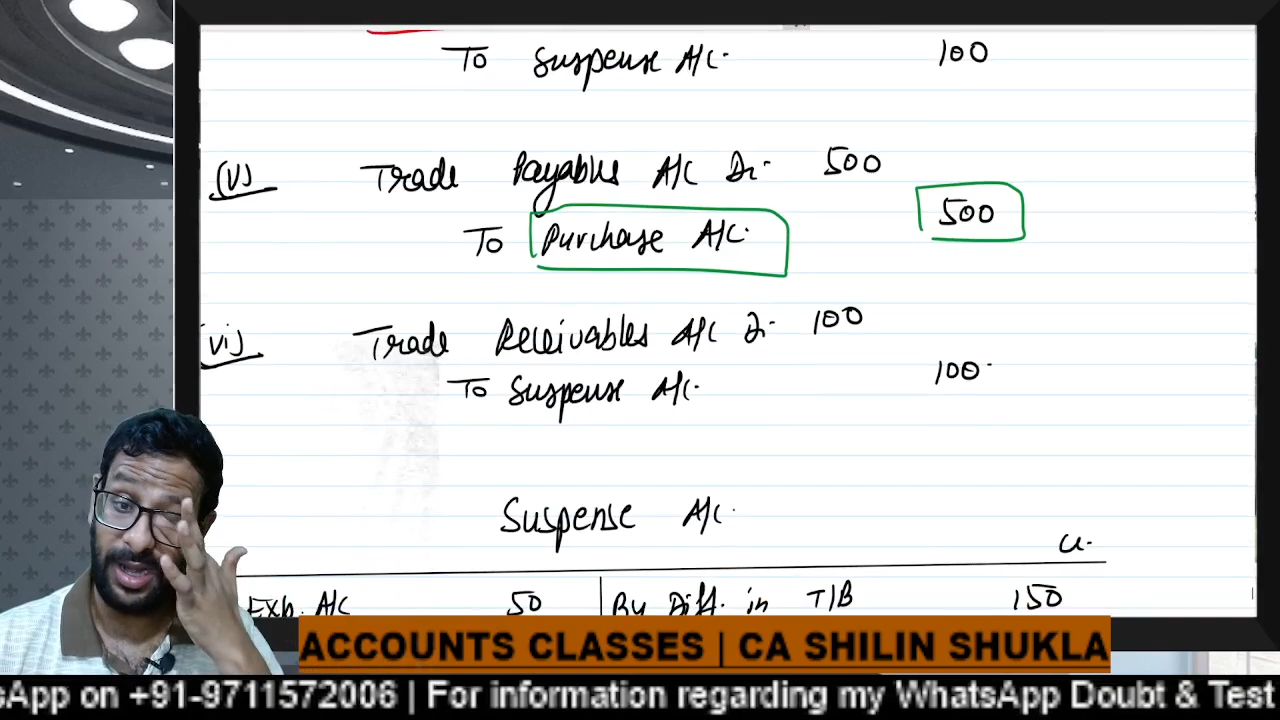 To Suspense A/c. 100
(v) Trade Payables A/c Dr. 500
To Purchase A/c. 500
(vi) Trade Receivables A/c Dr. 100
To Suspense A/c. 100.
Suspense A/c.
Cr.
Exb. A/c 50 By Diff. in T/B 150
ACCOUNTS CLASSES | CA SHILIN SHUKLA
sApp on +91-9711572006 | For information regarding my WhatsApp Doubt & Test